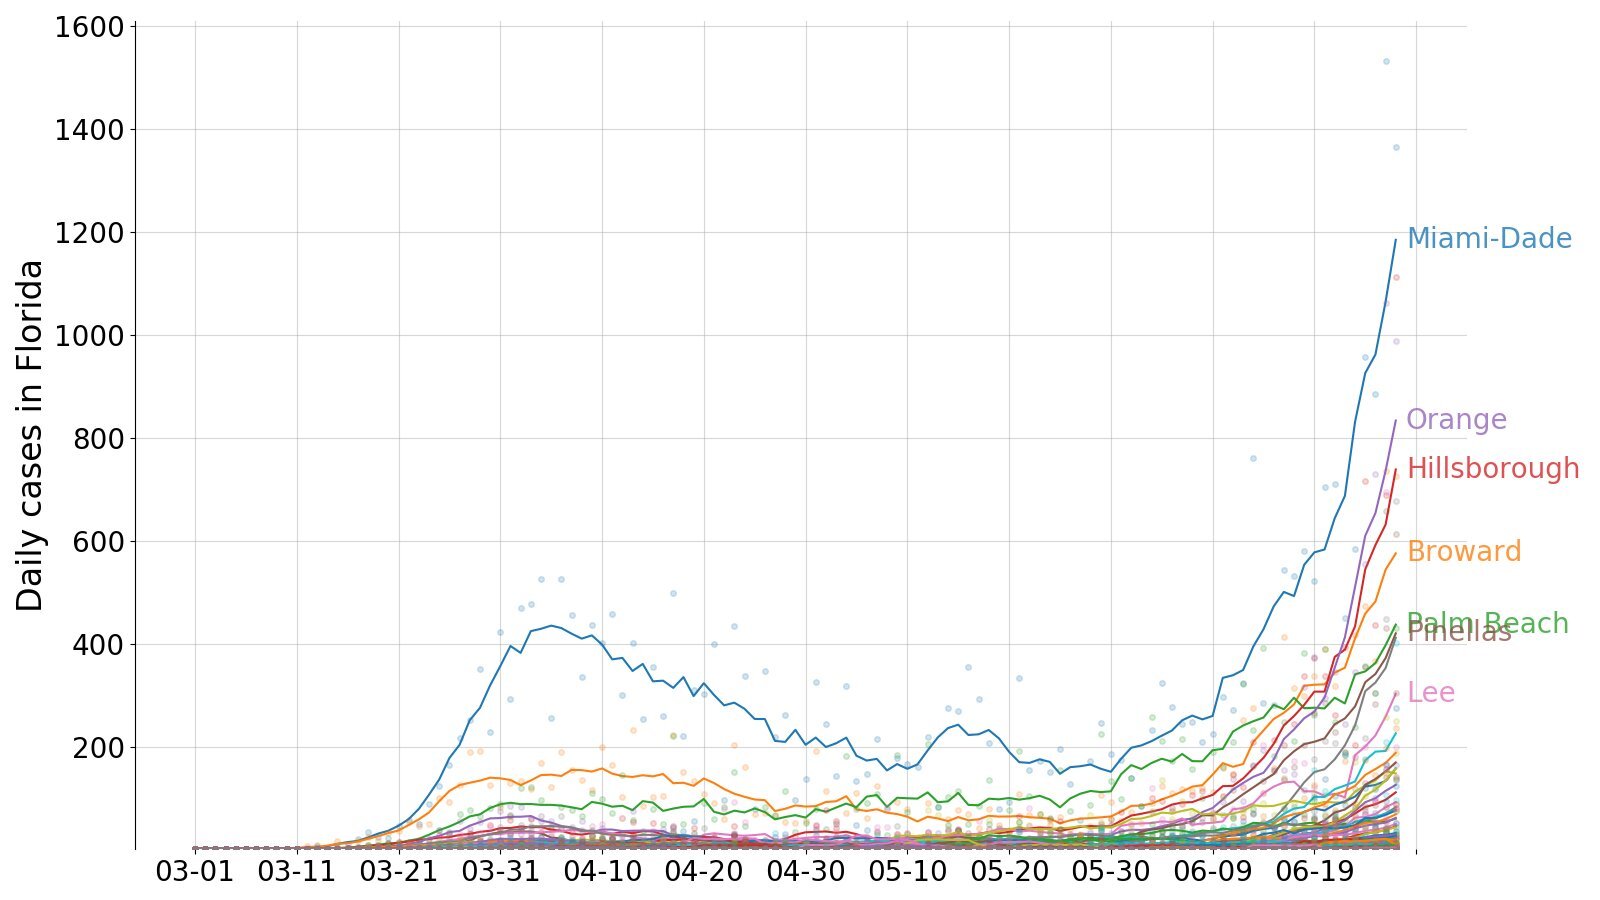 1600
1400
1200
1000
800
600
400
200
Daily cases in Florida
Miami-Dade
Orange
Hillsborough
Broward
Palm Beach
Pinellas
Lee
03-01 03-11 03-21 03-31 04-10 04-20 04-30 05-10 05-20 05-30 06-09 06-19